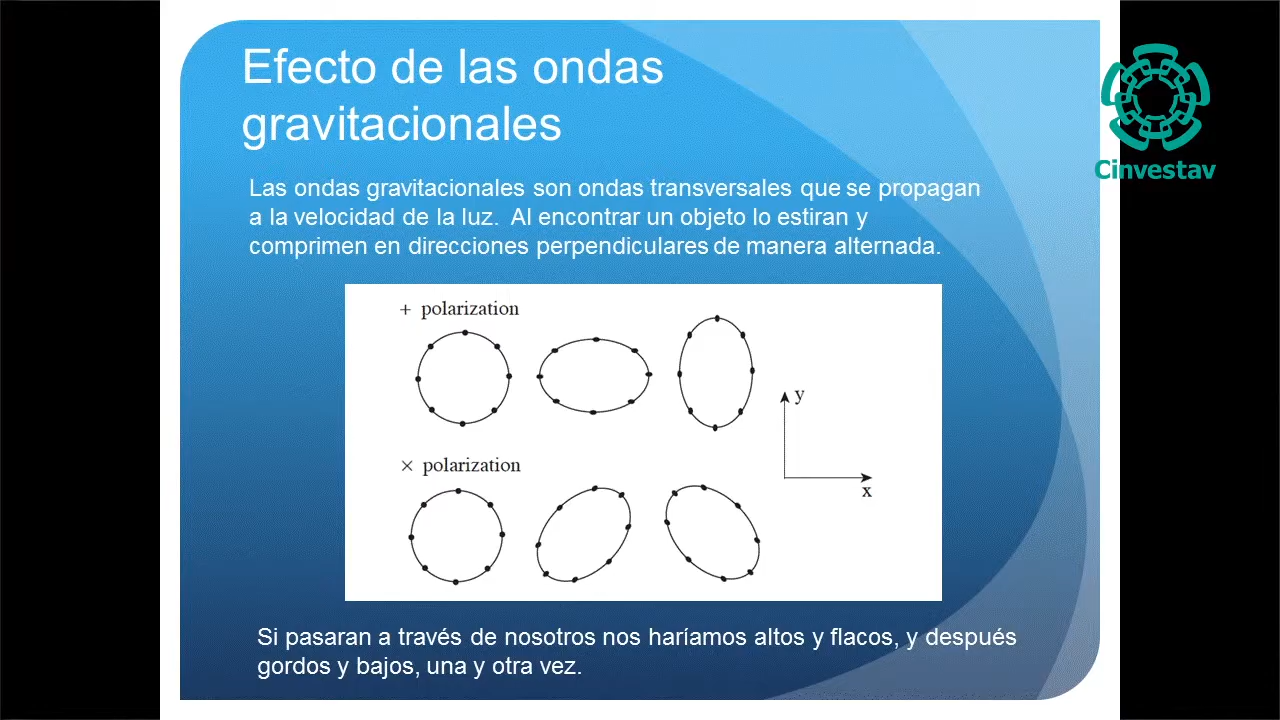 Efecto de las ondas
gravitacionales
Cinvestav
Las ondas gravitacionales son ondas transversales que se propagan
a la velocidad de la luz.  Al encontrar un objeto lo estiran y
comprimen en direcciones perpendiculares de manera alternada.
+ polarization
y
x
× polarization
Si pasaran a través de nosotros nos haríamos altos y flacos, y después
gordos y bajos, una y otra vez.